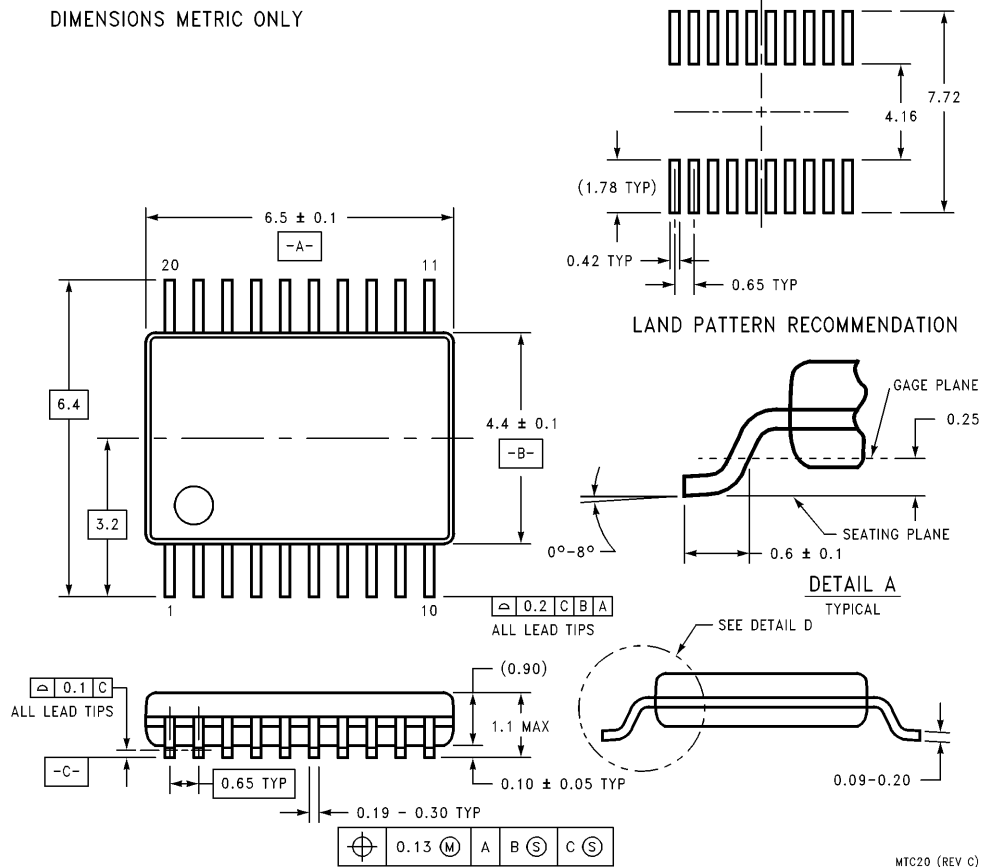 DIMENSIONS METRIC ONLY
7.72
4.16
(1.78 TYP)
0.42 TYP
0.65 TYP
LAND PATTERN RECOMMENDATION
6.5 ± 0.1
-A-
20
11
6.4
3.2
4.4 ± 0.1
-B-
1
10
⌓ 0.2 C B A
ALL LEAD TIPS
GAGE PLANE
0.25
SEATING PLANE
0°-8°
0.6 ± 0.1
DETAIL A
TYPICAL
SEE DETAIL D
0.09-0.20
⌓ 0.1 C
ALL LEAD TIPS
-C-
(0.90)
1.1 MAX
0.65 TYP
0.10 ± 0.05 TYP
0.19 - 0.30 TYP
⌖ 0.13 Ⓜ A B Ⓢ C Ⓢ
MTC20 (REV C)